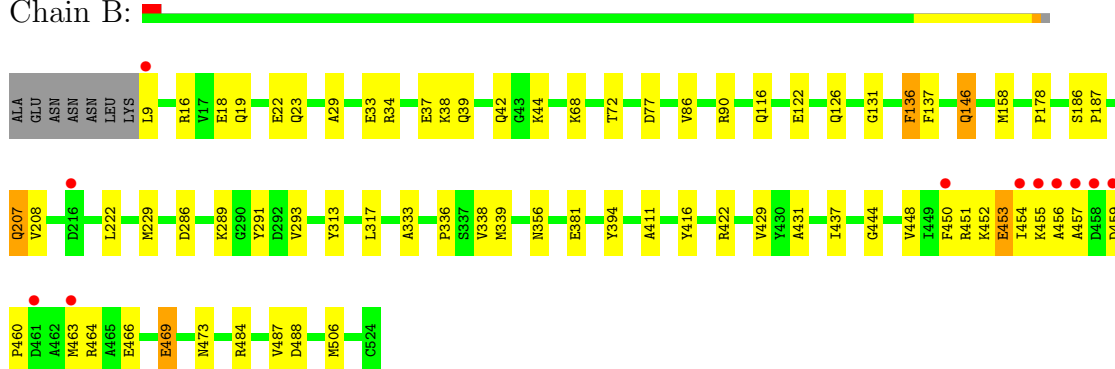 Chain B:
ALA GLU ASN ASN ASN LEU LYS L9 R16 V17 E18 Q19 E22 Q23 A29 E33 R34 E37 K38 Q39 Q42 G43 K44 K68 T72 D77 V86 R90 Q116 E122 Q126 G131 F136 F137 Q146 M158 P178 S186 P187
Q207 V208 D216 L222 M229 D286 K289 G290 Y291 D292 V293 Y313 L317 A333 P336 S337 V338 M339 N356 E381 Y394 A411 Y416 R422 V429 Y430 A431 I437 G444 V448 I449 F450 R451 K452 E453 I454 K455 A456 A457 D458 D459
P460 D461 A462 M463 R464 A465 E466 E469 N473 R484 V487 D488 M506 C524